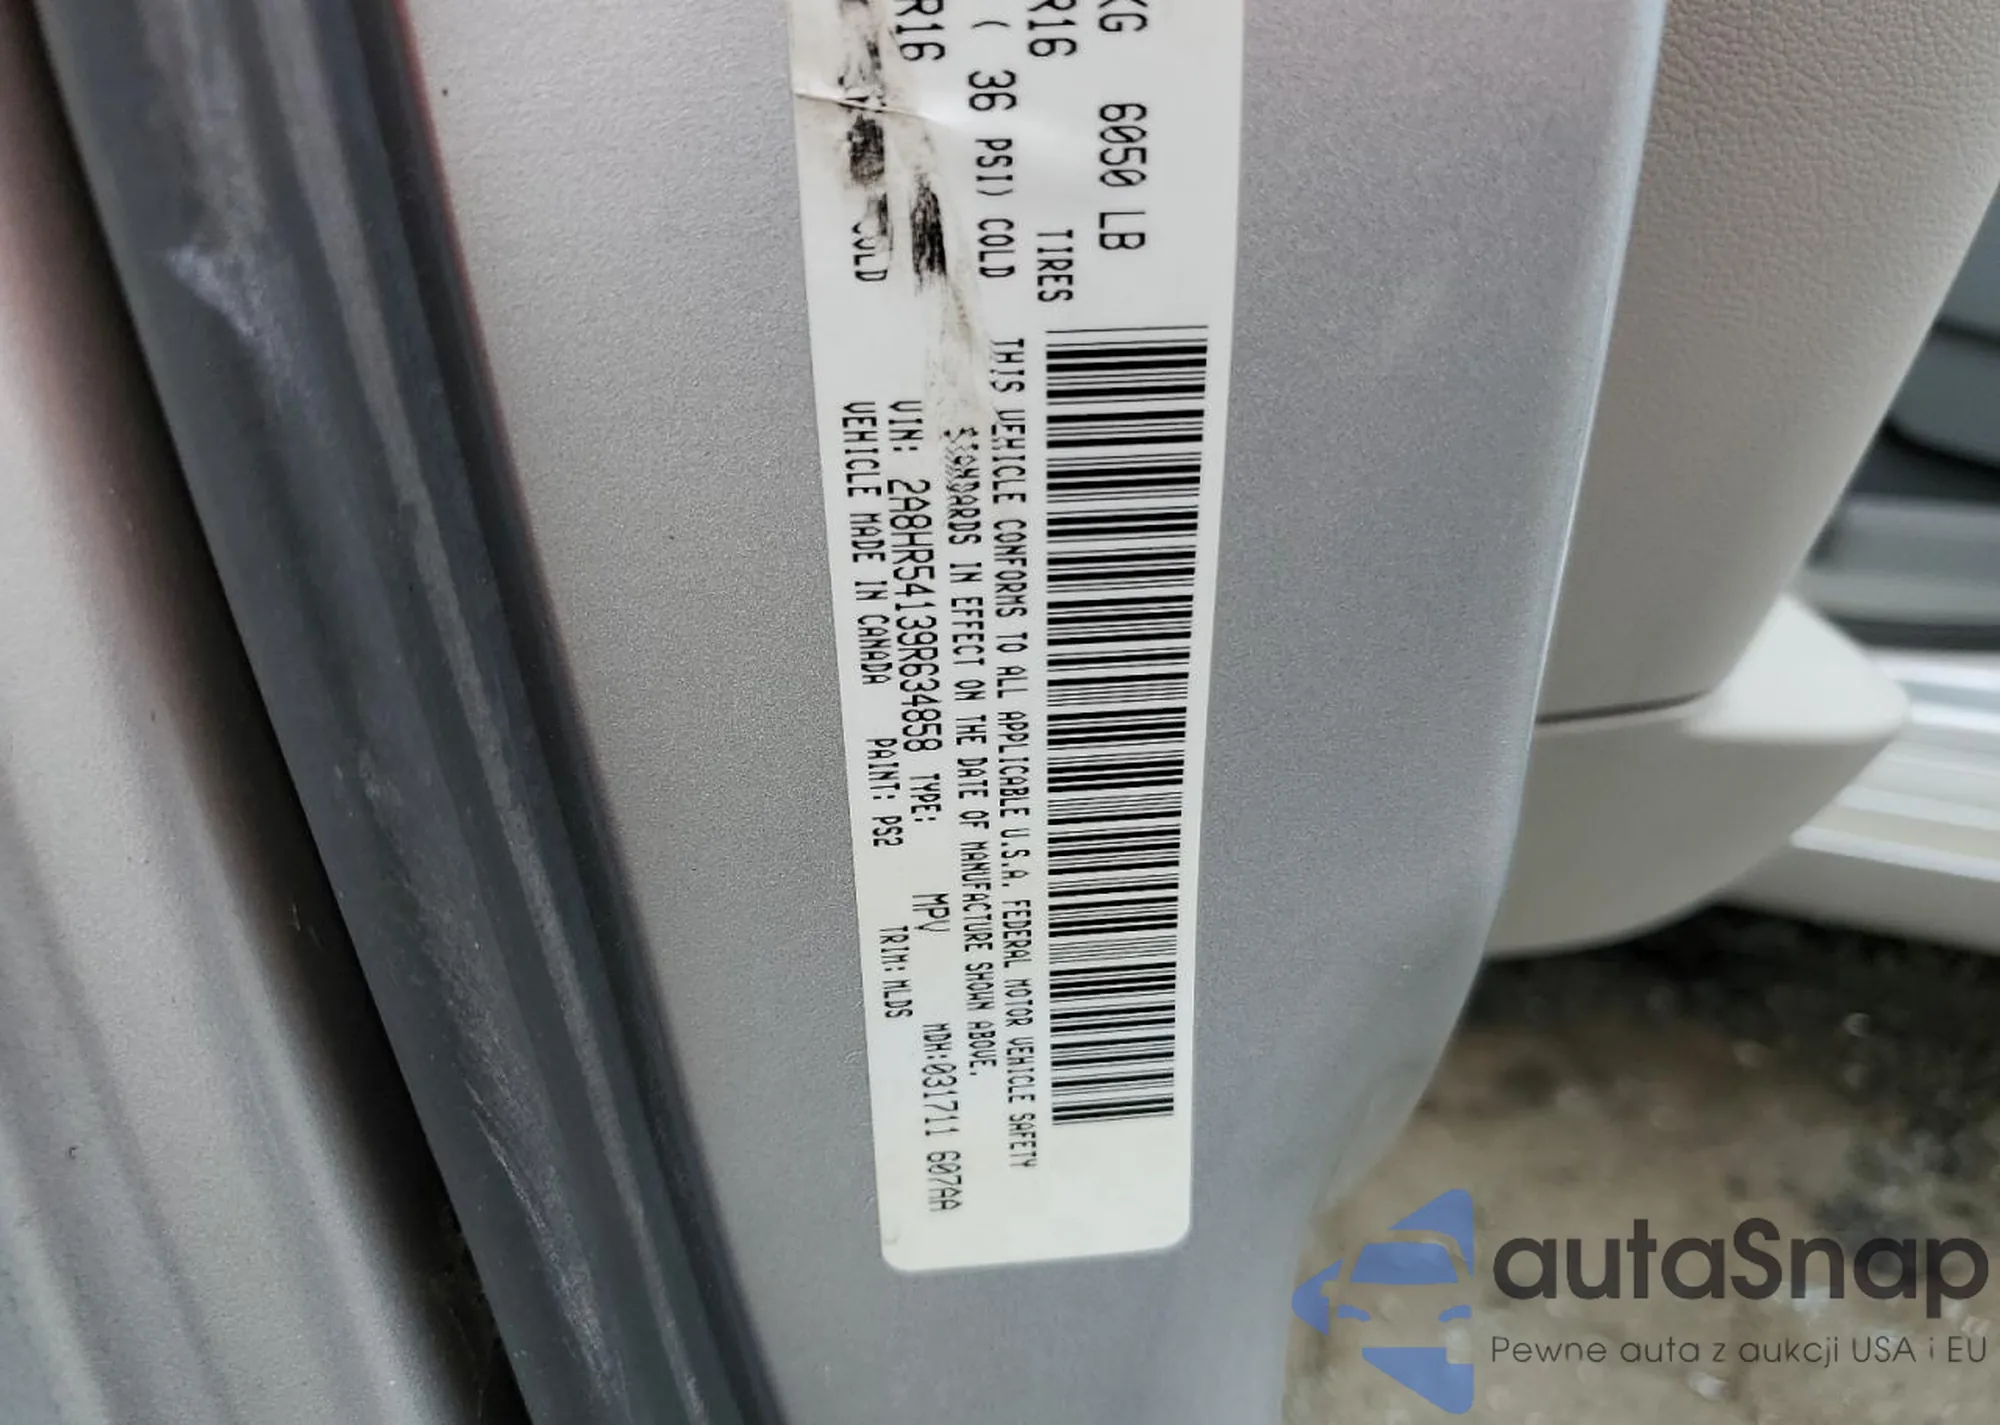 KG 6050 LB
R16 TIRES
( 36 PSI) COLD
R16 COLD
THIS VEHICLE CONFORMS TO ALL APPLICABLE U.S.A. FEDERAL MOTOR VEHICLE SAFETY
STANDARDS IN EFFECT ON THE DATE OF MANUFACTURE SHOWN ABOVE.
VIN: 2A8HR54139R634858 TYPE: MPV MDH:031711 607AA
VEHICLE MADE IN CANADA PAINT: PS2 TRIM:MLDS
autaSnap
Pewne auta z aukcji USA i EU